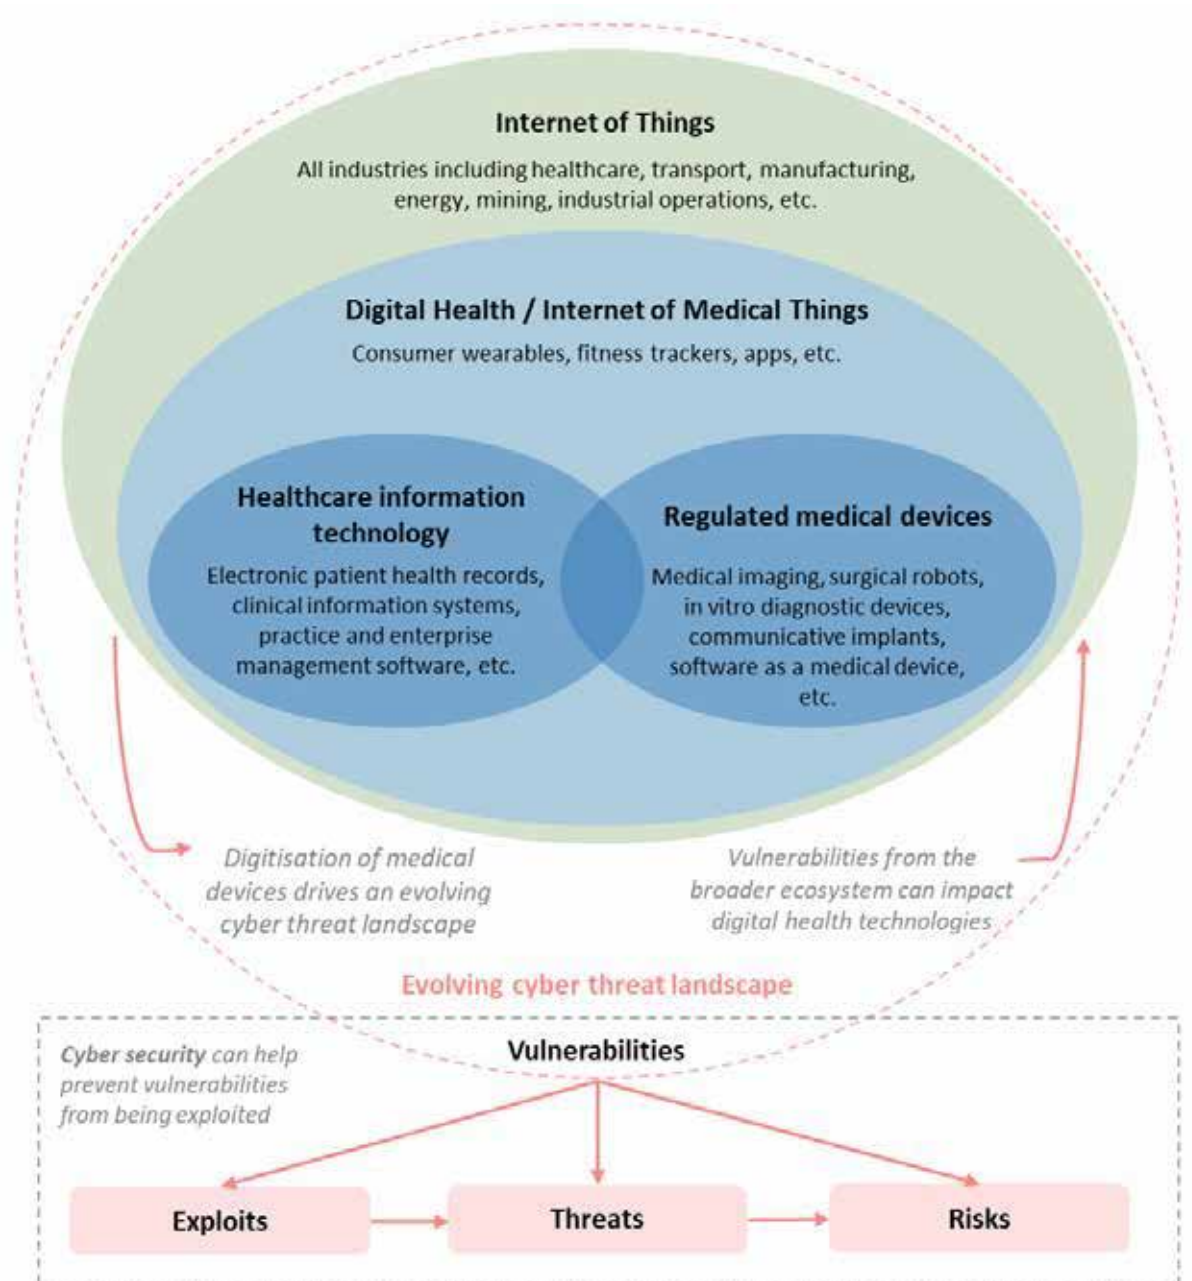 Internet of Things
All industries including healthcare, transport, manufacturing,
energy, mining, industrial operations, etc.
Digital Health / Internet of Medical Things
Consumer wearables, fitness trackers, apps, etc.
Healthcare information
technology
Electronic patient health records,
clinical information systems,
practice and enterprise
management software, etc.
Regulated medical devices
Medical imaging, surgical robots,
in vitro diagnostic devices,
communicative implants,
software as a medical device,
etc.
Digitisation of medical
devices drives an evolving
cyber threat landscape
Vulnerabilities from the
broader ecosystem can impact
digital health technologies
Evolving cyber threat landscape
Cyber security can help
prevent vulnerabilities
from being exploited
Vulnerabilities
Exploits
Threats
Risks